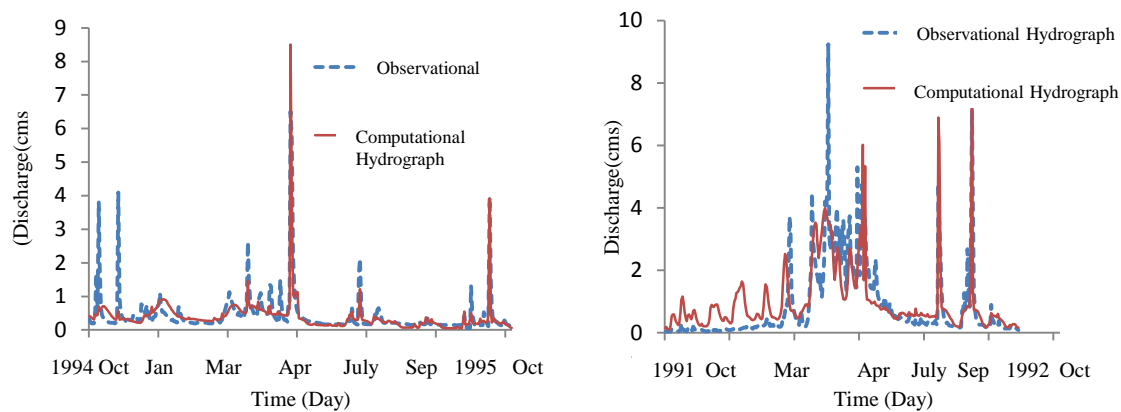 9
8
7
6
5
4
3
2
1
0
(Discharge(cms
Observational
Computational
Hydrograph
1994 Oct Jan Mar Apr July Sep 1995 Oct
Time (Day)
10
8
6
4
2
0
Discharge(cms)
Observational Hydrograph
Computational Hydrograph
1991 Oct Mar Apr July Sep 1992 Oct
Time (Day)